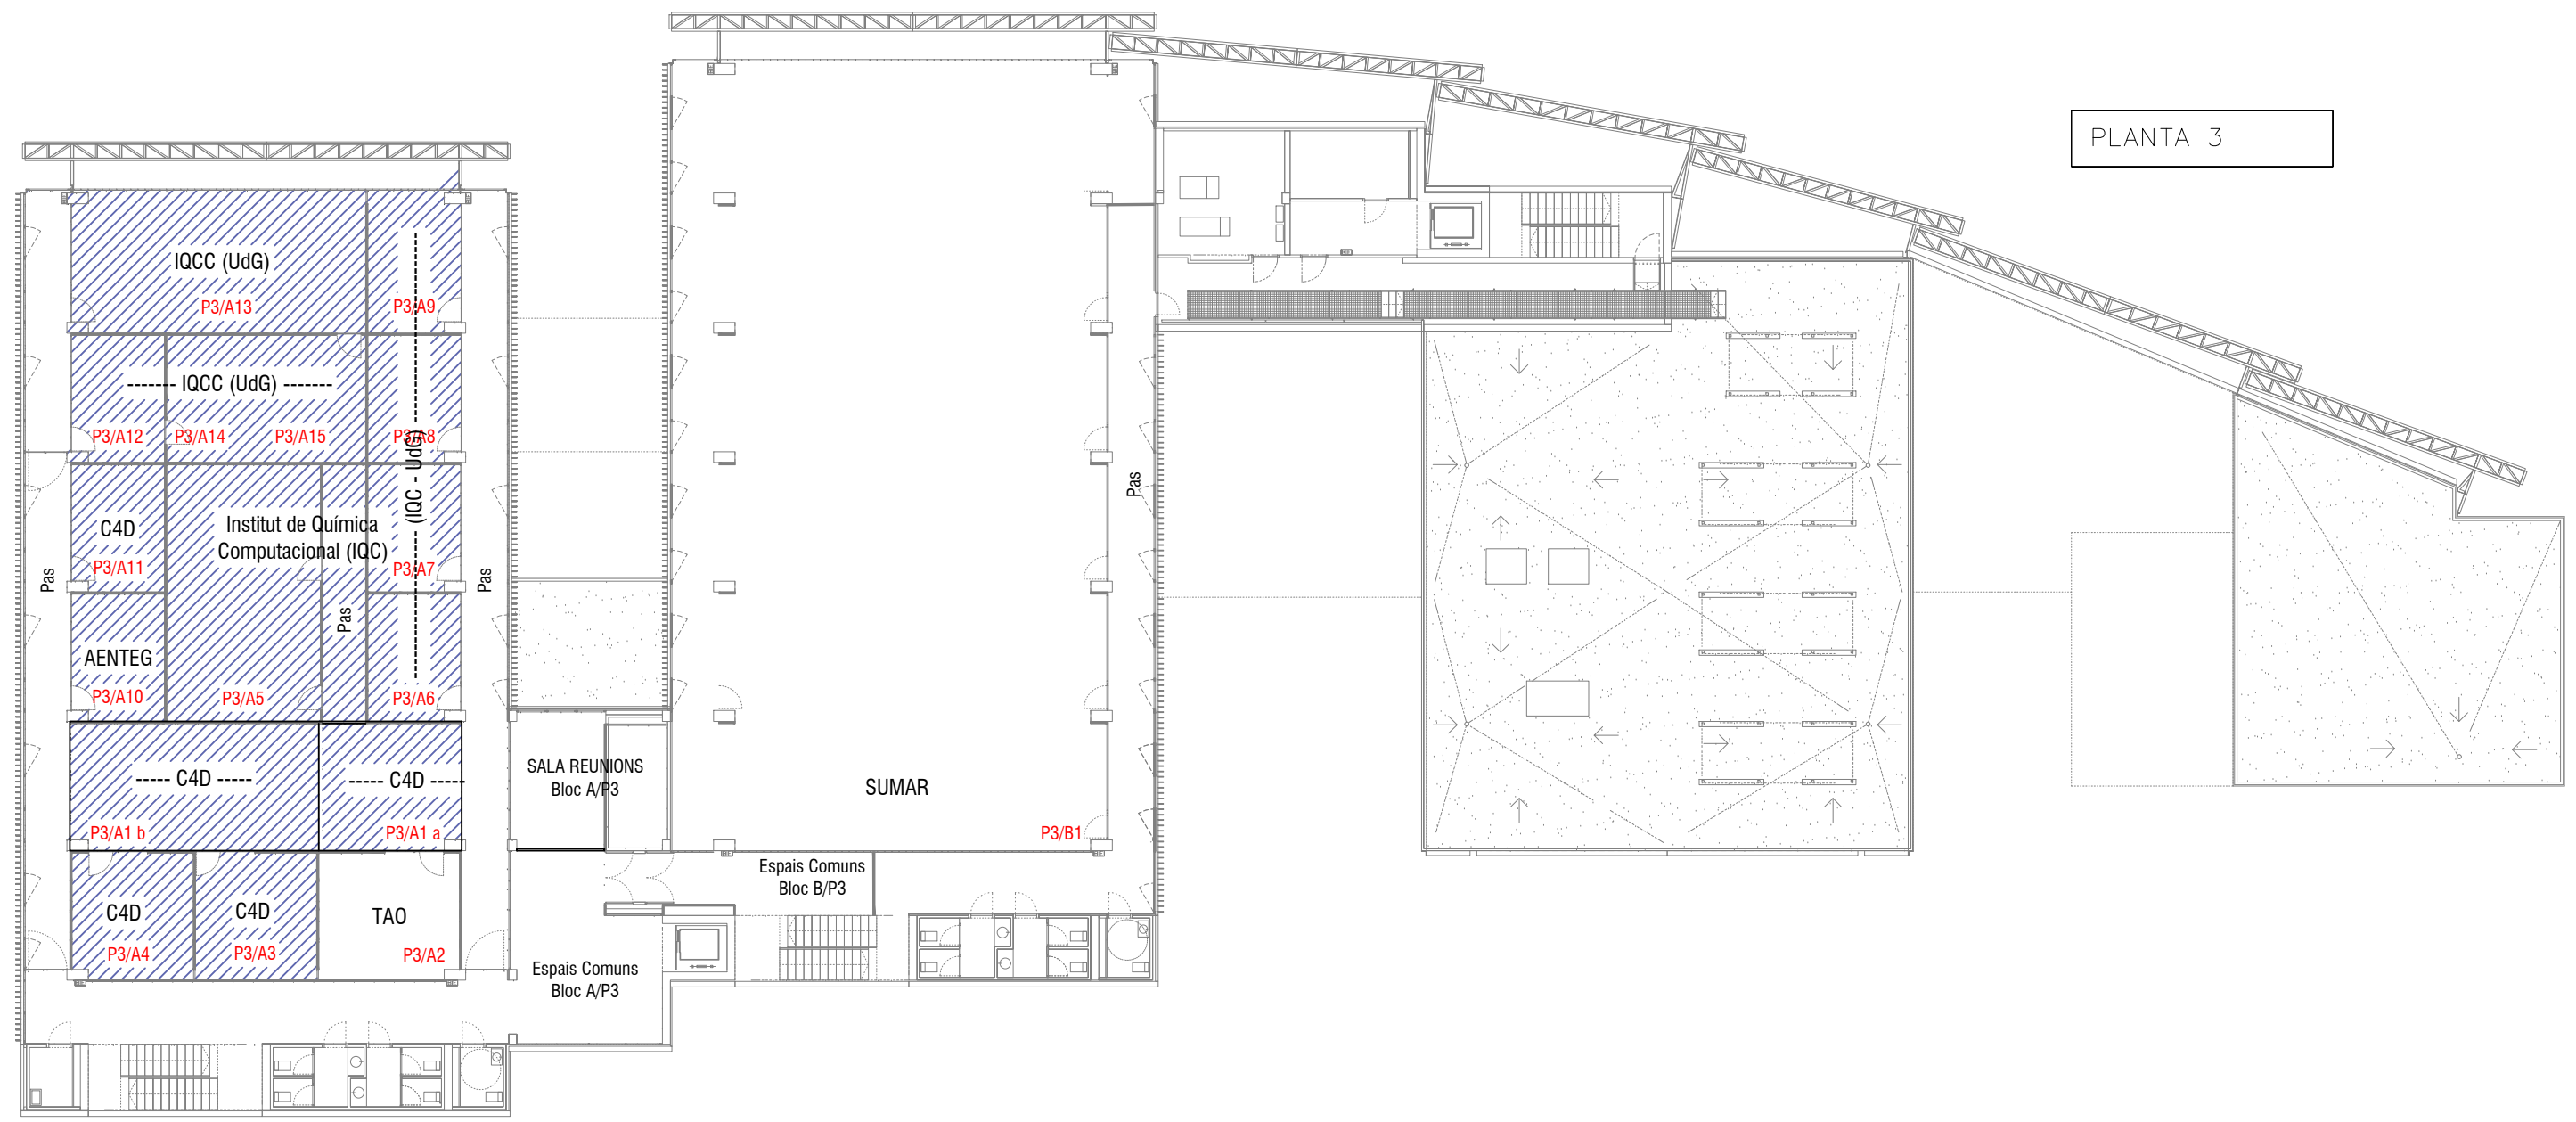 PLANTA 3
IQCC (UdG)
P3/A13
P3/A9
------- IQCC (UdG) -------
P3/A12
P3/A14
P3/A15
P3/A8
(IQC - UdG)
C4D
P3/A11
Institut de Química
Computacional (IQC)
P3/A7
Pas
Pas
Pas
Pas
AENTEG
P3/A10
P3/A5
P3/A6
----- C4D -----
----- C4D -----
P3/A1 b
P3/A1 a
SALA REUNIONS
Bloc A/P3
SUMAR
P3/B1
C4D
P3/A4
C4D
P3/A3
TAO
P3/A2
Espais Comuns
Bloc B/P3
Espais Comuns
Bloc A/P3